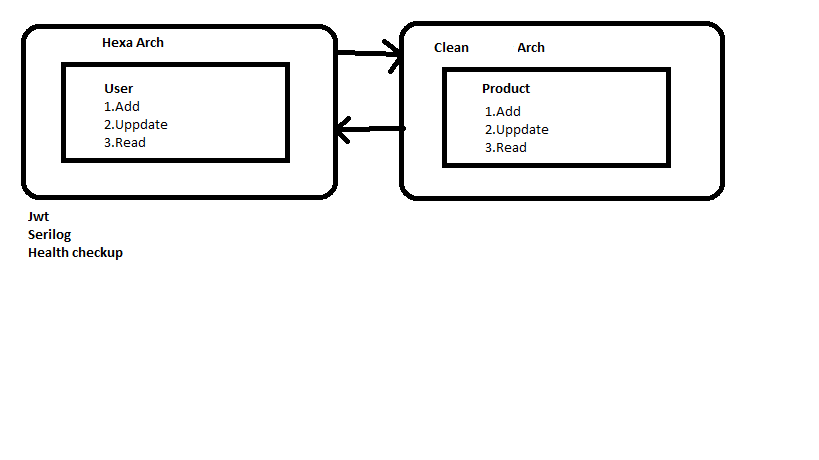 Hexa Arch
User
1.Add
2.Uppdate
3.Read
Clean Arch
Product
1.Add
2.Uppdate
3.Read
Jwt
Serilog
Health checkup